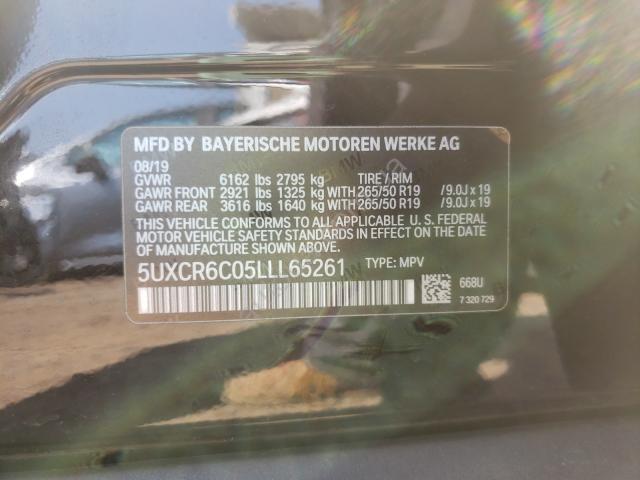 MFD BY BAYERISCHE MOTOREN WERKE AG
08/19
GVWR 6162 lbs 2795 kg TIRE/RIM
GAWR FRONT 2921 lbs 1325 kg WITH 265/50 R19 /9.0J x 19
GAWR REAR 3616 lbs 1640 kg WITH 265/50 R19 /9.0J x 19
THIS VEHICLE CONFORMS TO ALL APPLICABLE U. S. FEDERAL
MOTOR VEHICLE SAFETY STANDARDS IN EFFECT ON THE DATE
OF MANUFACTURE SHOWN ABOVE.
5UXCR6C05LLL65261 TYPE: MPV
668U
7 320 729